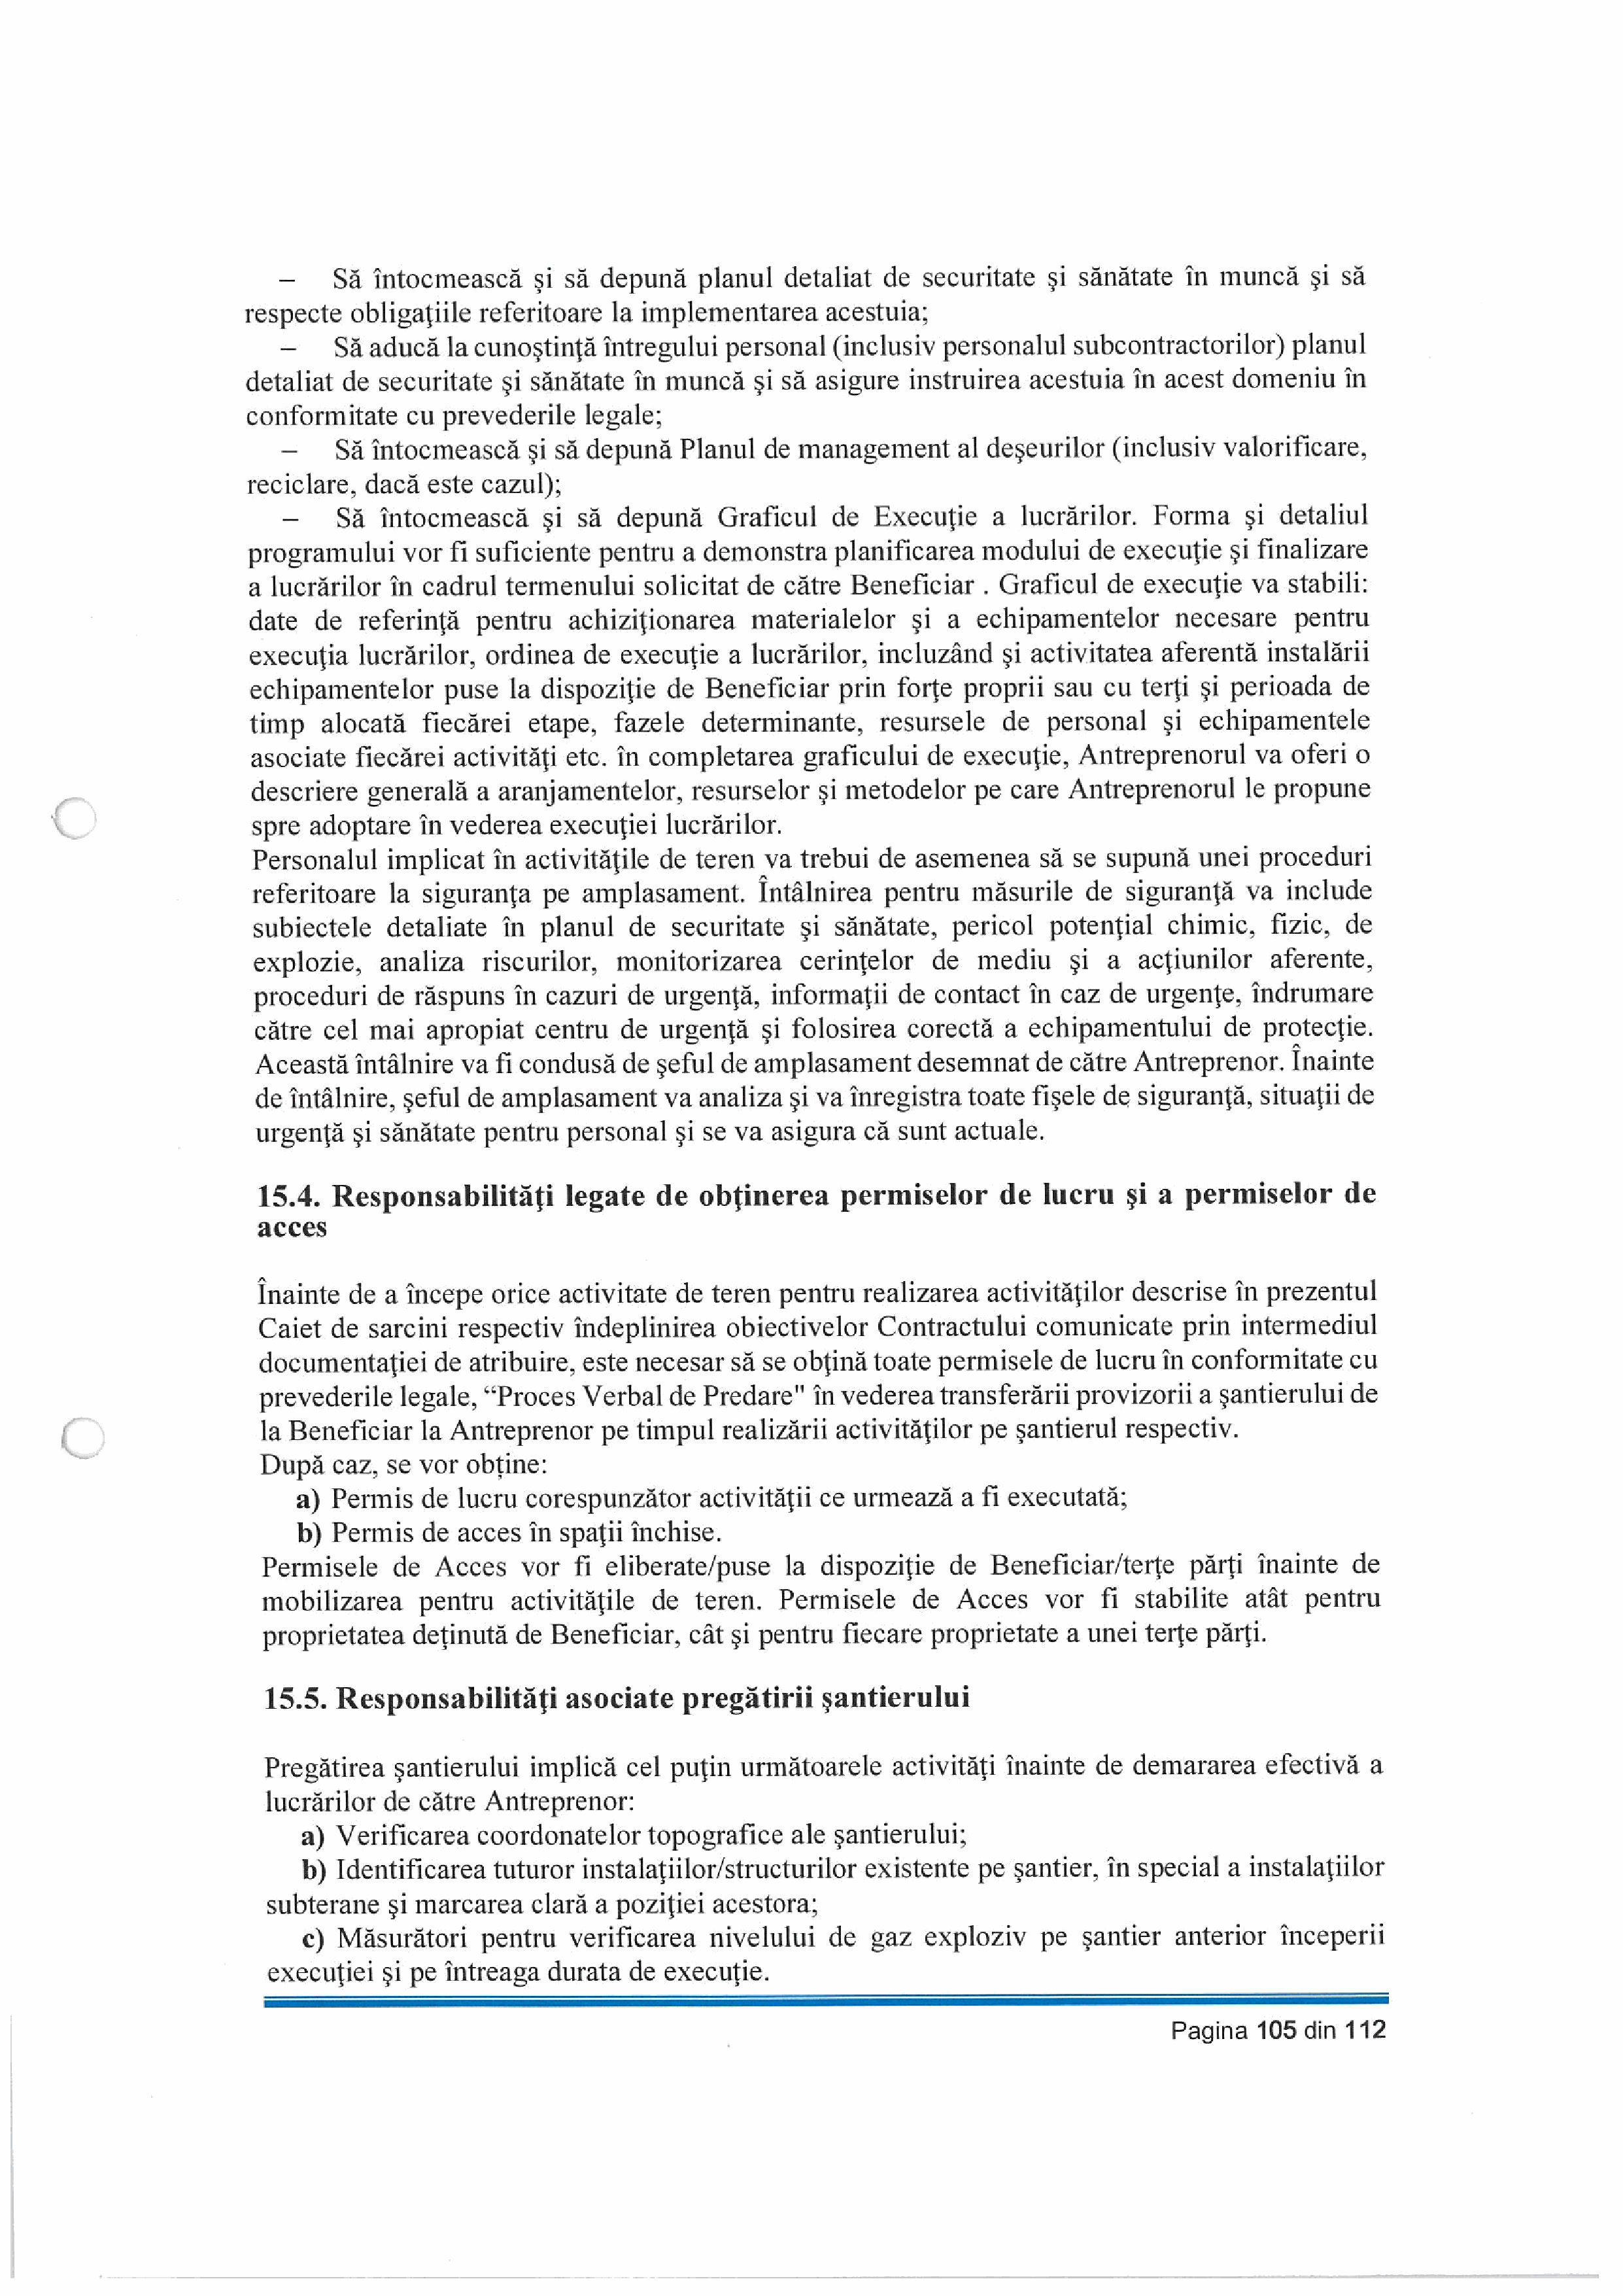 – Să întocmească şi să depună planul detaliat de securitate şi sănătate în muncă şi să
respecte obligaţiile referitoare la implementarea acestuia;
– Să aducă la cunoştinţă întregului personal (inclusiv personalul subcontractorilor) planul
detaliat de securitate şi sănătate în muncă şi să asigure instruirea acestuia în acest domeniu în
conformitate cu prevederile legale;
– Să întocmească şi să depună Planul de management al deşeurilor (inclusiv valorificare,
reciclare, dacă este cazul);
– Să întocmească şi să depună Graficul de Execuţie a lucrărilor. Forma şi detaliul
programului vor fi suficiente pentru a demonstra planificarea modului de execuţie şi finalizare
a lucrărilor în cadrul termenului solicitat de către Beneficiar . Graficul de execuţie va stabili:
date de referinţă pentru achiziţionarea materialelor şi a echipamentelor necesare pentru
execuţia lucrărilor, ordinea de execuţie a lucrărilor, incluzând şi activitatea aferentă instalării
echipamentelor puse la dispoziţie de Beneficiar prin forţe proprii sau cu terţi şi perioada de
timp alocată fiecărei etape, fazele determinante, resursele de personal şi echipamentele
asociate fiecărei activităţi etc. în completarea graficului de execuţie, Antreprenorul va oferi o
descriere generală a aranjamentelor, resurselor şi metodelor pe care Antreprenorul le propune
spre adoptare în vederea execuţiei lucrărilor.
Personalul implicat în activităţile de teren va trebui de asemenea să se supună unei proceduri
referitoare la siguranţa pe amplasament. Întâlnirea pentru măsurile de siguranţă va include
subiectele detaliate în planul de securitate şi sănătate, pericol potenţial chimic, fizic, de
explozie, analiza riscurilor, monitorizarea cerinţelor de mediu şi a acţiunilor aferente,
proceduri de răspuns în cazuri de urgenţă, informaţii de contact în caz de urgenţe, îndrumare
către cel mai apropiat centru de urgenţă şi folosirea corectă a echipamentului de protecţie.
Această întâlnire va fi condusă de şeful de amplasament desemnat de către Antreprenor. Înainte
de întâlnire, şeful de amplasament va analiza şi va înregistra toate fişele de siguranţă, situaţii de
urgenţă şi sănătate pentru personal şi se va asigura că sunt actuale.
15.4. Responsabilităţi legate de obţinerea permiselor de lucru şi a permiselor de
acces
Înainte de a începe orice activitate de teren pentru realizarea activităţilor descrise în prezentul
Caiet de sarcini respectiv îndeplinirea obiectivelor Contractului comunicate prin intermediul
documentaţiei de atribuire, este necesar să se obţină toate permisele de lucru în conformitate cu
prevederile legale, “Proces Verbal de Predare" în vederea transferării provizorii a şantierului de
la Beneficiar la Antreprenor pe timpul realizării activităţilor pe şantierul respectiv.
După caz, se vor obține:
a) Permis de lucru corespunzător activităţii ce urmează a fi executată;
b) Permis de acces în spaţii închise.
Permisele de Acces vor fi eliberate/puse la dispoziţie de Beneficiar/terţe părţi înainte de
mobilizarea pentru activităţile de teren. Permisele de Acces vor fi stabilite atât pentru
proprietatea deţinută de Beneficiar, cât şi pentru fiecare proprietate a unei terţe părţi.
15.5. Responsabilităţi asociate pregătirii şantierului
Pregătirea şantierului implică cel puţin următoarele activităţi înainte de demararea efectivă a
lucrărilor de către Antreprenor:
a) Verificarea coordonatelor topografice ale şantierului;
b) Identificarea tuturor instalaţiilor/structurilor existente pe şantier, în special a instalaţiilor
subterane şi marcarea clară a poziţiei acestora;
c) Măsurători pentru verificarea nivelului de gaz exploziv pe şantier anterior începerii
execuţiei şi pe întreaga durata de execuţie.
Pagina 105 din 112